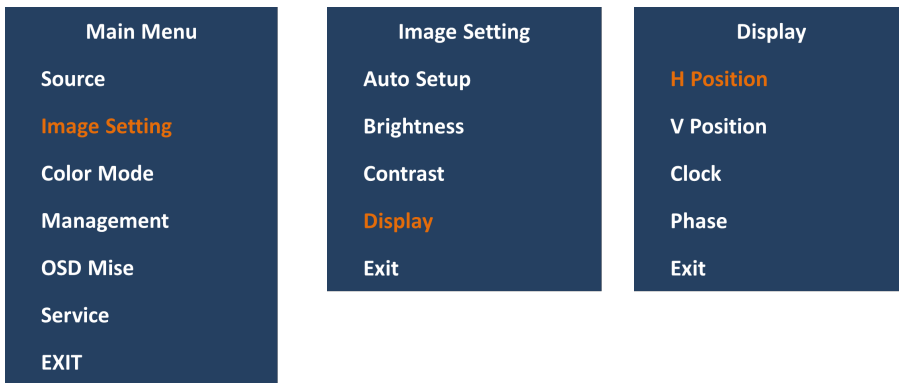 Main Menu
Source
Image Setting
Color Mode
Management
OSD Mise
Service
EXIT
Image Setting
Auto Setup
Brightness
Contrast
Display
Exit
Display
H Position
V Position
Clock
Phase
Exit